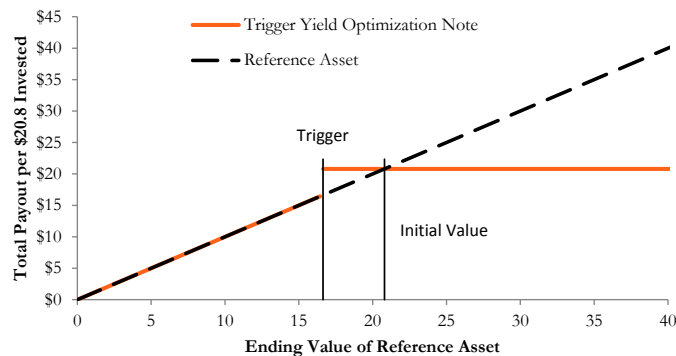 $45
$40
$35
$30
$25
$20
$15
$10
$5
$0
Total Payout per $20.8 Invested
Trigger Yield Optimization Note
Reference Asset
Trigger
Initial Value
0 5 10 15 20 25 30 35 40
Ending Value of Reference Asset